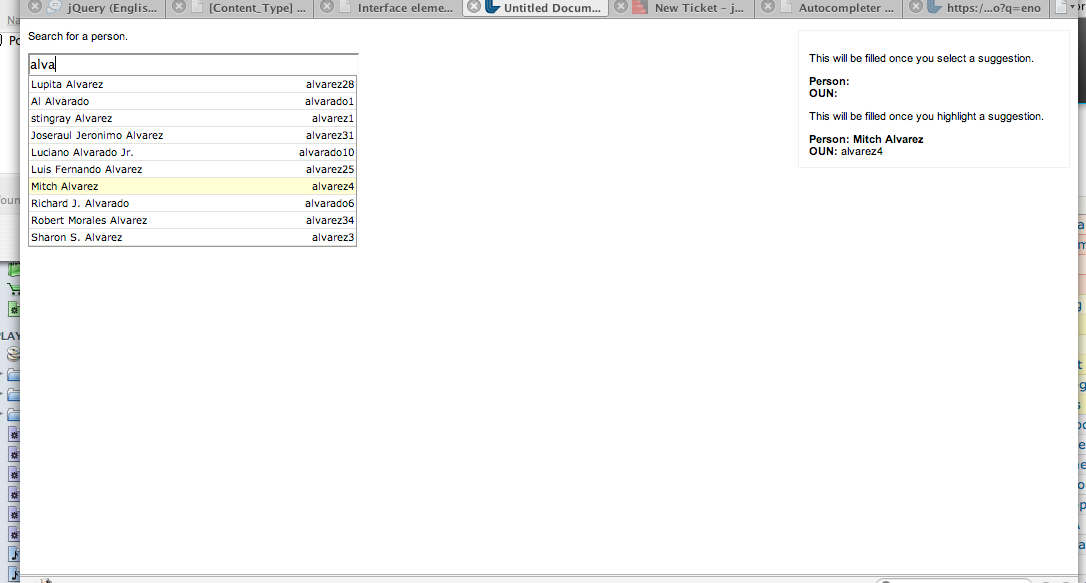 jQuery (Englis...
[Content_Type] ...
Interface eleme...
Untitled Docum...
New Ticket – j...
Autocompleter ...
https:/...o?q=eno
Search for a person.
alva
Lupita Alvarez alvarez28
Al Alvarado alvarado1
stingray Alvarez alvarez1
Joseraul Jeronimo Alvarez alvarez31
Luciano Alvarado Jr. alvarado10
Luis Fernando Alvarez alvarez25
Mitch Alvarez alvarez4
Richard J. Alvarado alvarado6
Robert Morales Alvarez alvarez34
Sharon S. Alvarez alvarez3
This will be filled once you select a suggestion.
Person:
OUN:
This will be filled once you highlight a suggestion.
Person: Mitch Alvarez
OUN: alvarez4